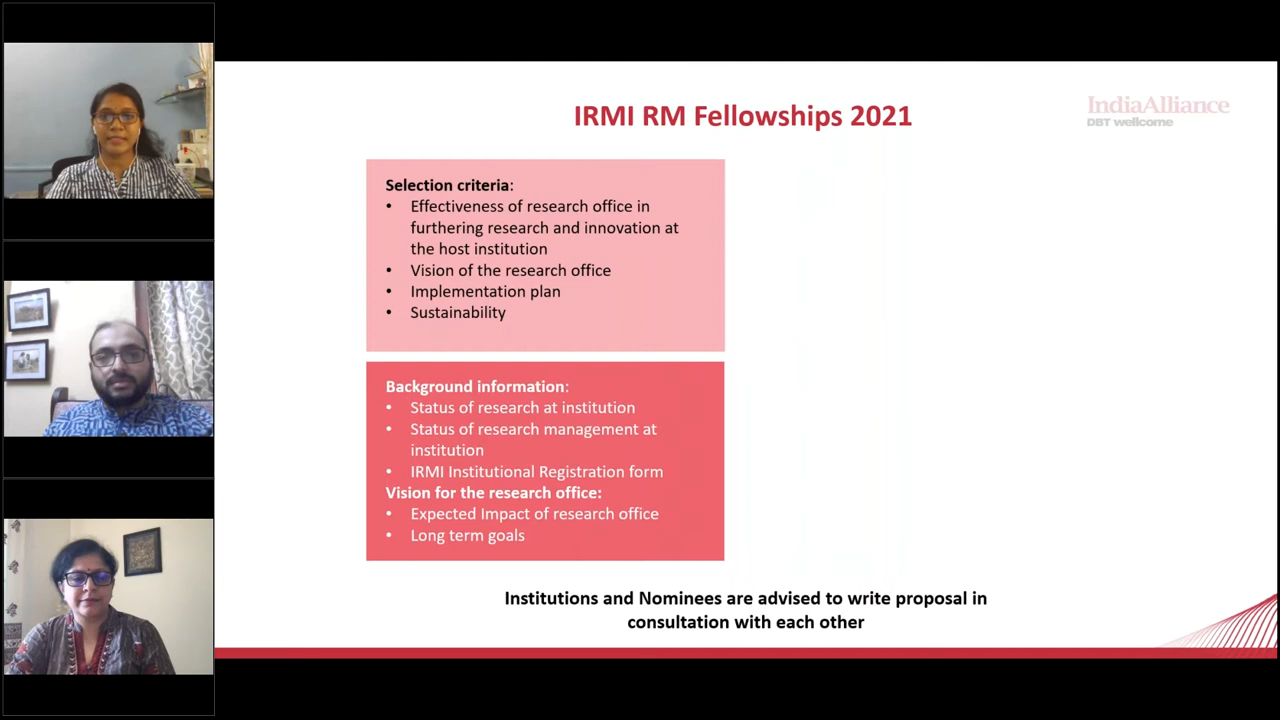 IRMI RM Fellowships 2021
IndiaAlliance
DBT wellcome
Selection criteria:
• Effectiveness of research office in
furthering research and innovation at
the host institution
• Vision of the research office
• Implementation plan
• Sustainability
Background information:
• Status of research at institution
• Status of research management at
institution
• IRMI Institutional Registration form
Vision for the research office:
• Expected Impact of research office
• Long term goals
Institutions and Nominees are advised to write proposal in
consultation with each other